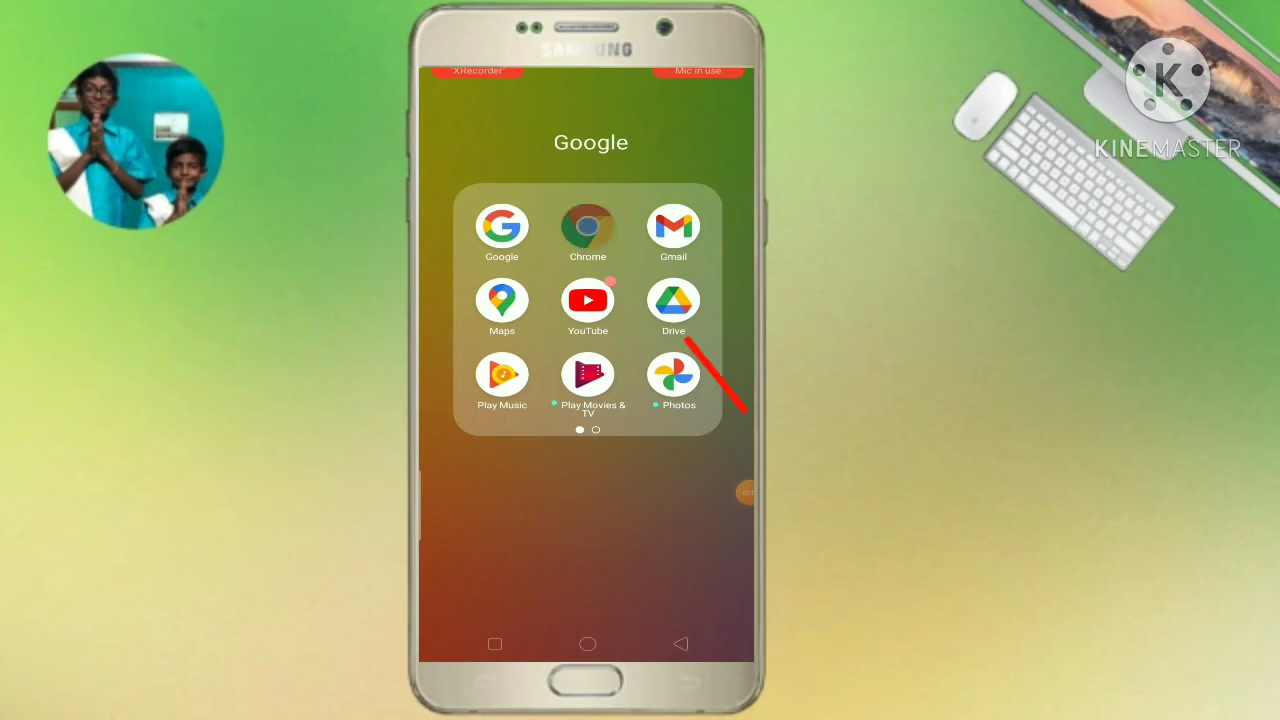 SAMSUNG
"XRecorder"
Mic in use
Google
Google
Chrome
Gmail
Maps
YouTube
Drive
Play Music
Play Movies &
TV
Photos
K
KINEMASTER